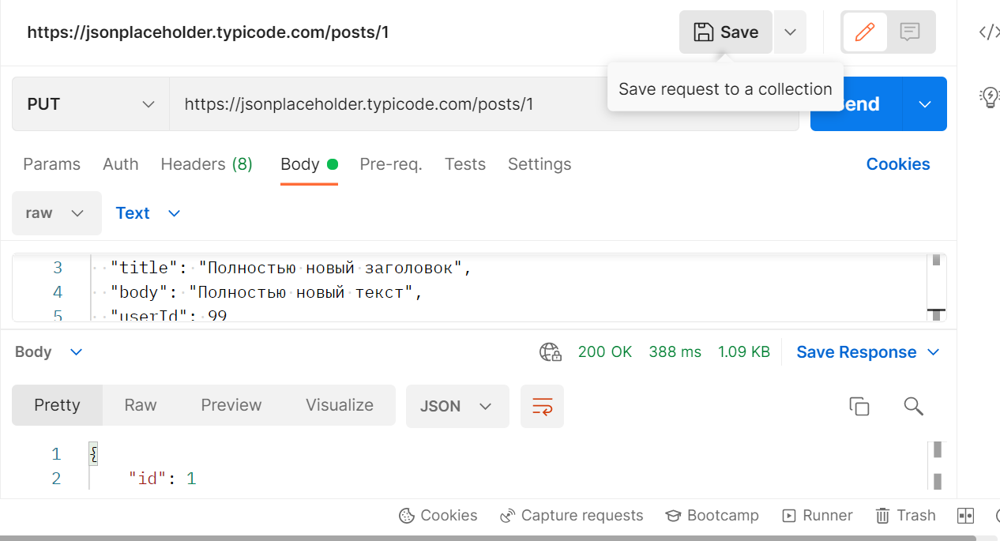 https://jsonplaceholder.typicode.com/posts/1
Save
Save request to a collection
PUT
https://jsonplaceholder.typicode.com/posts/1
Params Auth Headers (8) Body Pre-req. Tests Settings Cookies
raw Text
3 "title": "Полностью новый заголовок",
4 "body": "Полностью новый текст",
5 "userId": 99
Body 200 OK 388 ms 1.09 KB Save Response
Pretty Raw Preview Visualize JSON
1 {
2 "id": 1
Cookies Capture requests Bootcamp Runner Trash